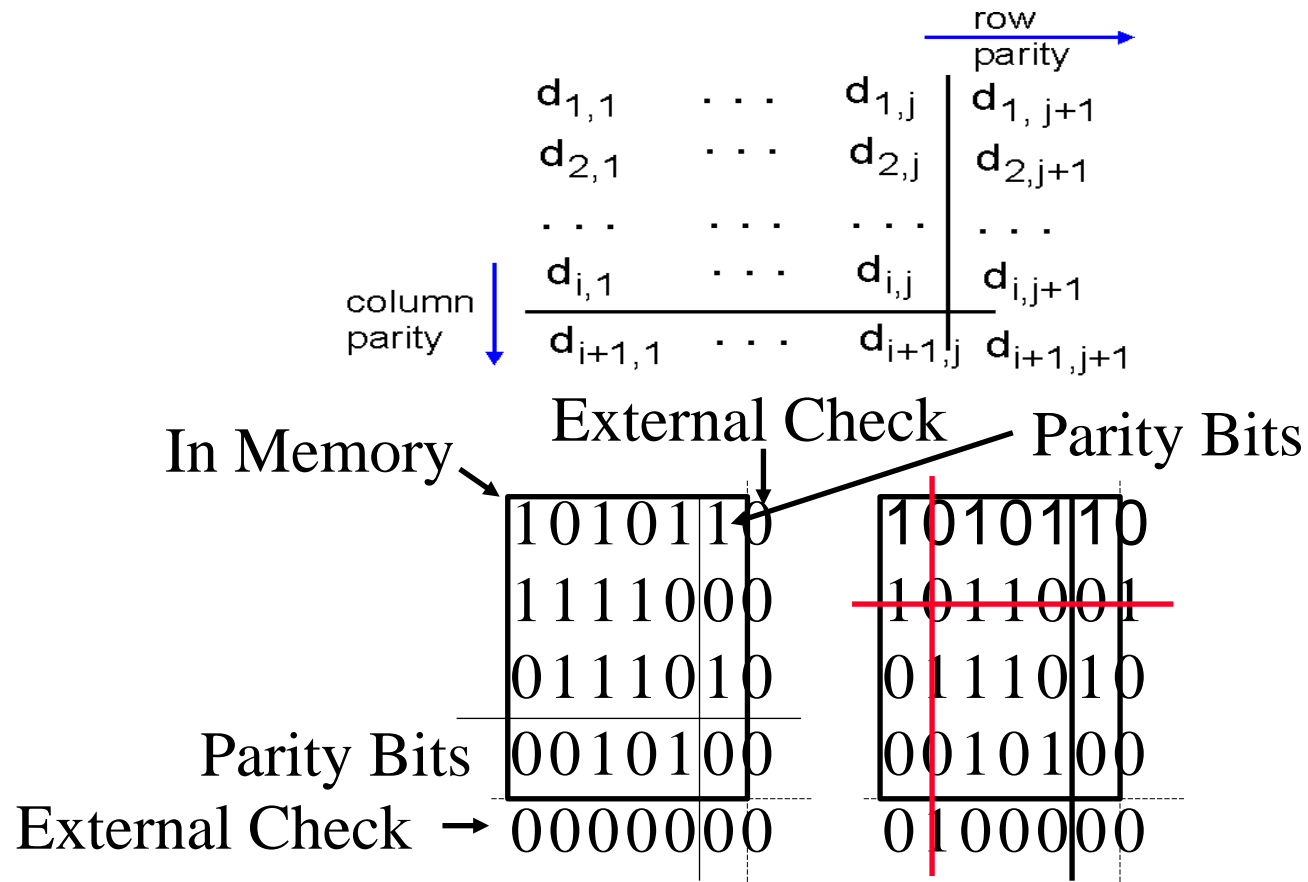 row
parity
d1,1 . . . d1,j d1, j+1
d2,1 . . . d2,j d2,j+1
. . . . . . . . . . . .
di,1 . . . di,j di,j+1
column
parity
di+1,1 . . . di+1,j di+1,j+1
External Check
Parity Bits
In Memory
1010110 1010110
1111000 1011001
0111010 0111010
Parity Bits 0010100 0010100
External Check 0000000 0100000